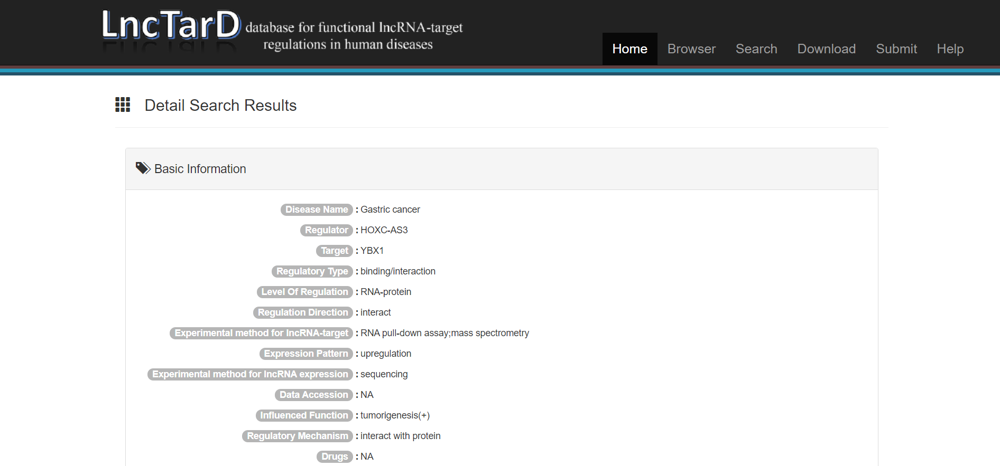 LncTarD database for functional lncRNA-target
regulations in human diseases
Home Browser Search Download Submit Help
Detail Search Results
Basic Information
Disease Name : Gastric cancer
Regulator : HOXC-AS3
Target : YBX1
Regulatory Type : binding/interaction
Level Of Regulation : RNA-protein
Regulation Direction : interact
Experimental method for lncRNA-target : RNA pull-down assay;mass spectrometry
Expression Pattern : upregulation
Experimental method for lncRNA expression : sequencing
Data Accession : NA
Influenced Function : tumorigenesis(+)
Regulatory Mechanism : interact with protein
Drugs : NA